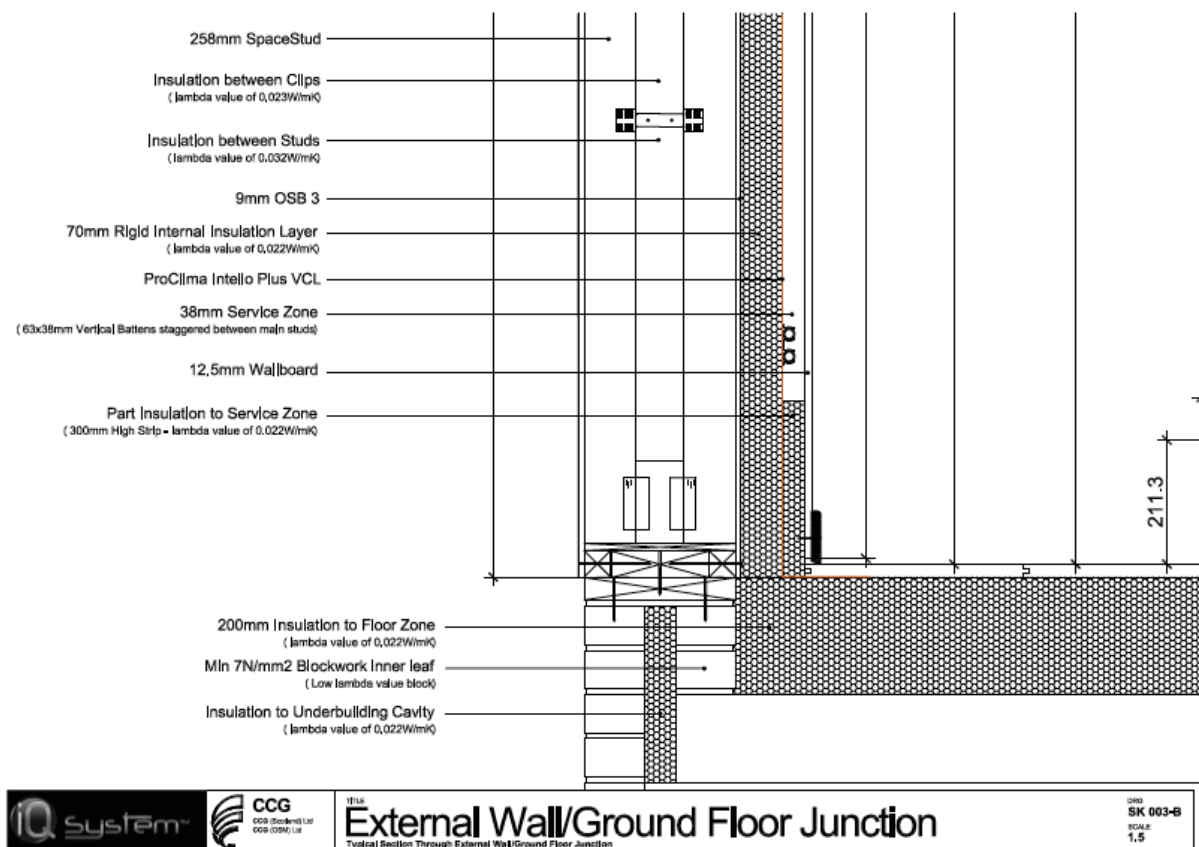 258mm SpaceStud
Insulation between Clips
( lambda value of 0.023W/mK)
Insulation between Studs
( lambda value of 0.032W/mK)
9mm OSB 3
70mm Rigid Internal Insulation Layer
( lambda value of 0.022W/mK)
ProClima Intello Plus VCL
38mm Service Zone
( 63x38mm Vertical Battens staggered between main studs)
12.5mm Wallboard
Part Insulation to Service Zone
( 300mm High Strip - lambda value of 0.022W/mK)
211.3
200mm Insulation to Floor Zone
( lambda value of 0.022W/mK)
Min 7N/mm2 Blockwork Inner leaf
( Low lambda value block)
Insulation to Underbuilding Cavity
( lambda value of 0.022W/mK)
iQ system™
CCG
CCG (Scotland) Ltd
CCG (OSM) Ltd
TITLE
External Wall/Ground Floor Junction
Typical Section Through External Wall/Ground Floor Junction
DRG
SK 003-B
SCALE
1.5